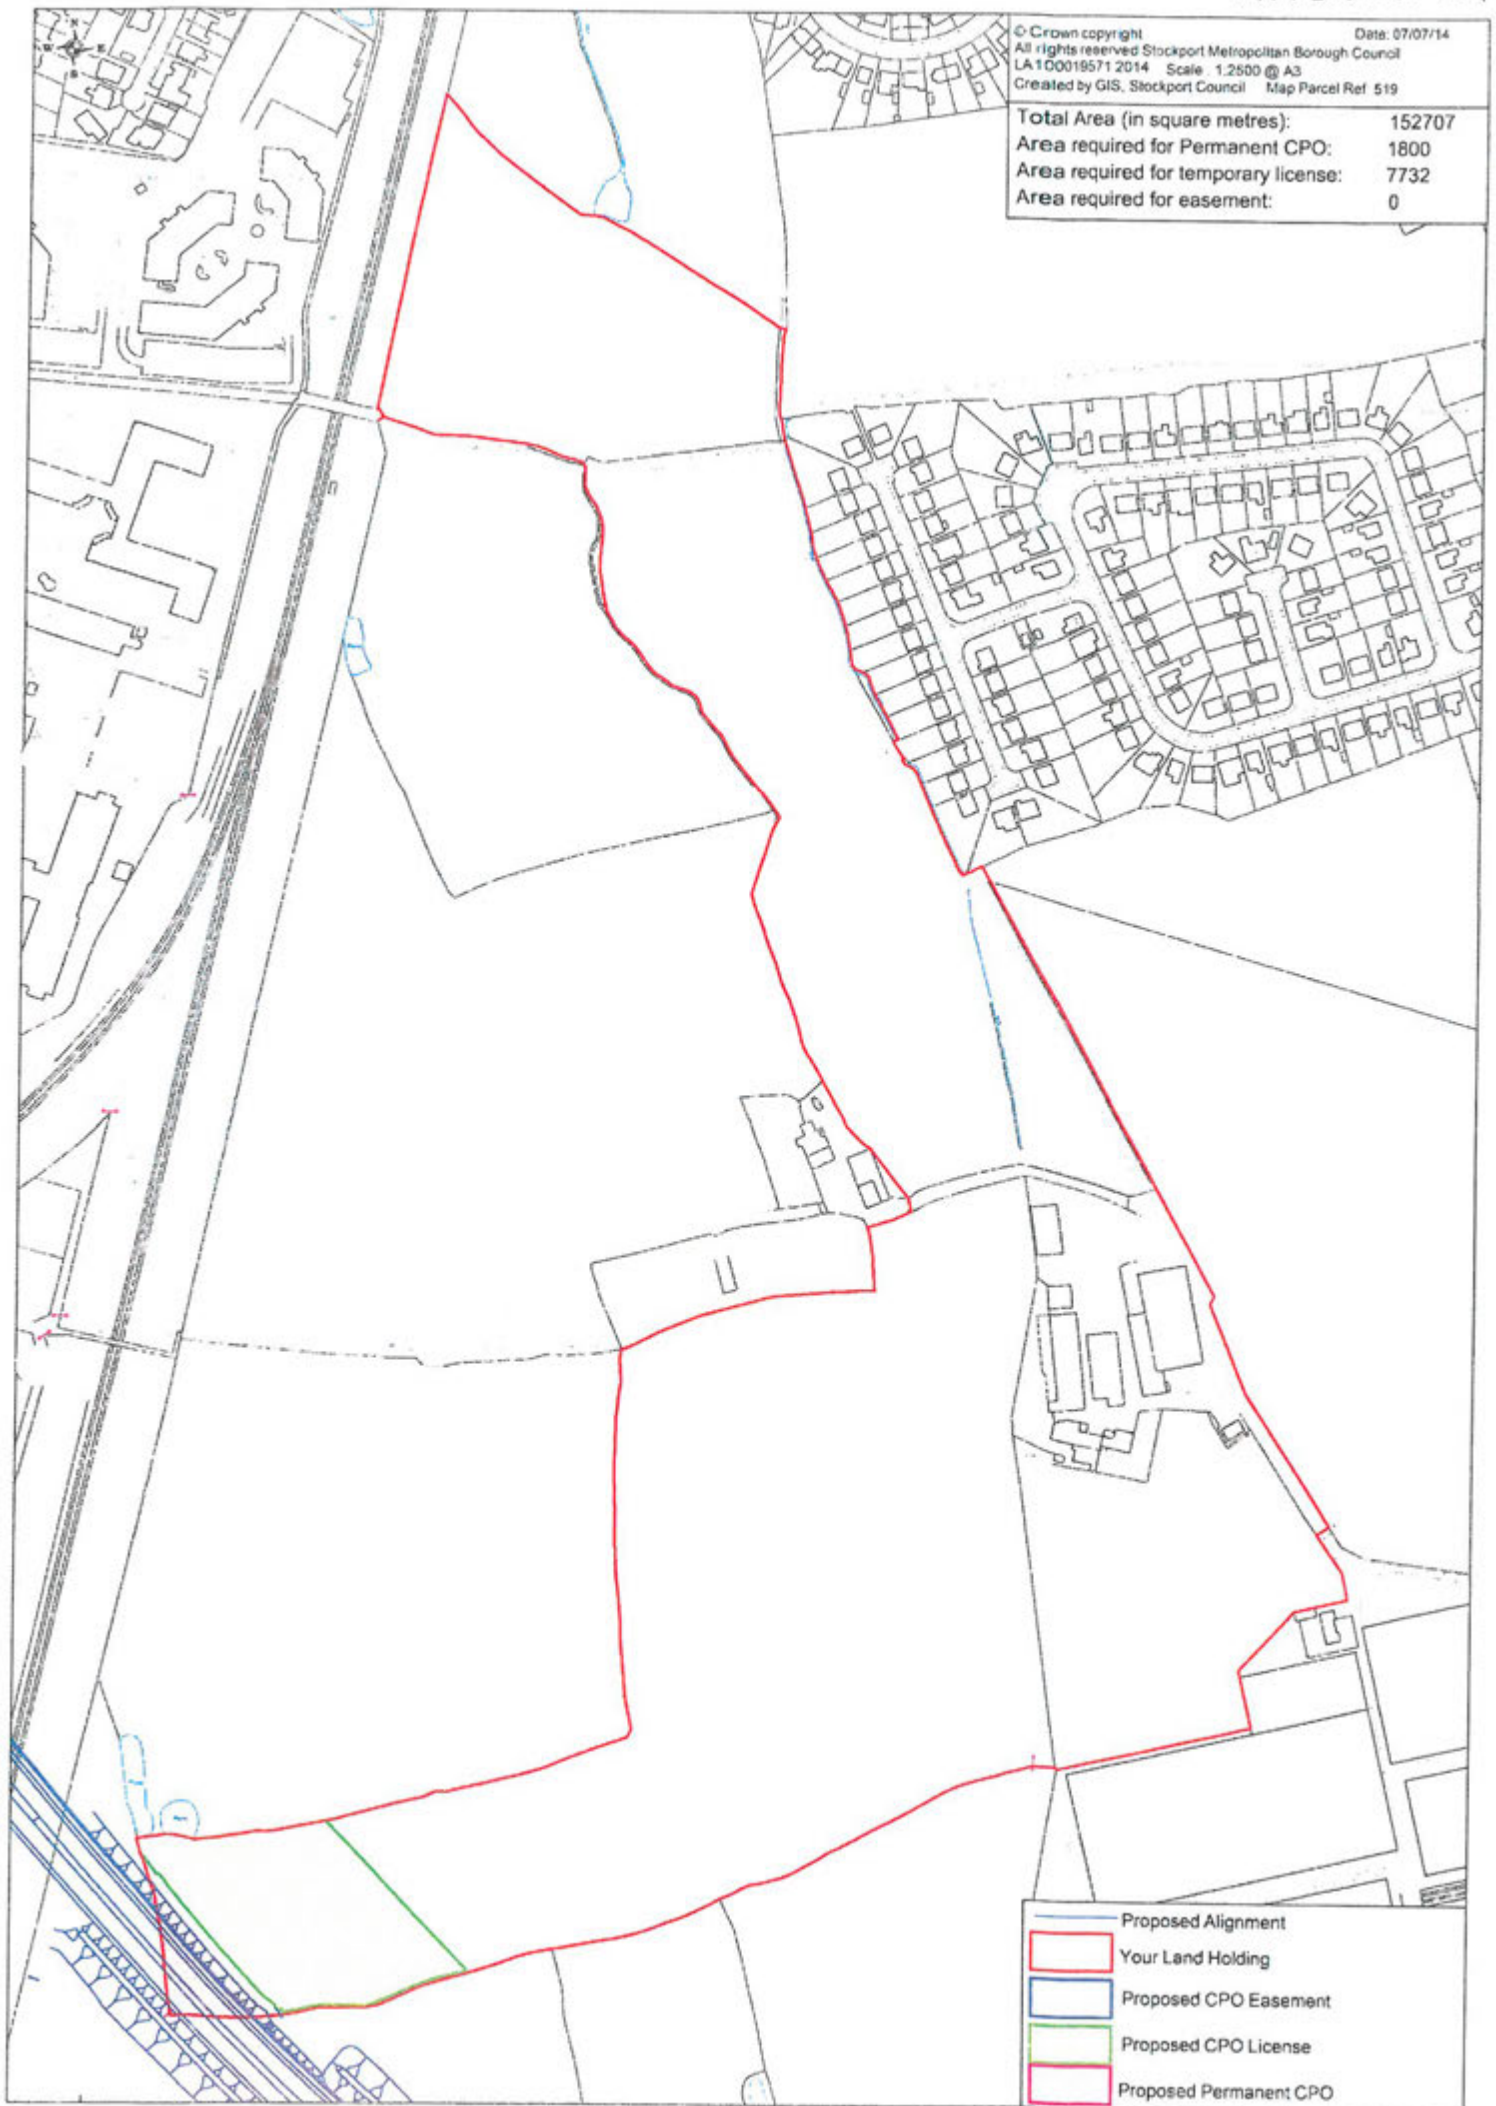 N
W E
S
© Crown copyright Date: 07/07/14
All rights reserved Stockport Metropolitan Borough Council
LA100019571 2014 Scale : 1.2500 @ A3
Created by GIS, Stockport Council Map Parcel Ref 519
Total Area (in square metres): 152707
Area required for Permanent CPO: 1800
Area required for temporary license: 7732
Area required for easement: 0
Proposed Alignment
Your Land Holding
Proposed CPO Easement
Proposed CPO License
Proposed Permanent CPO